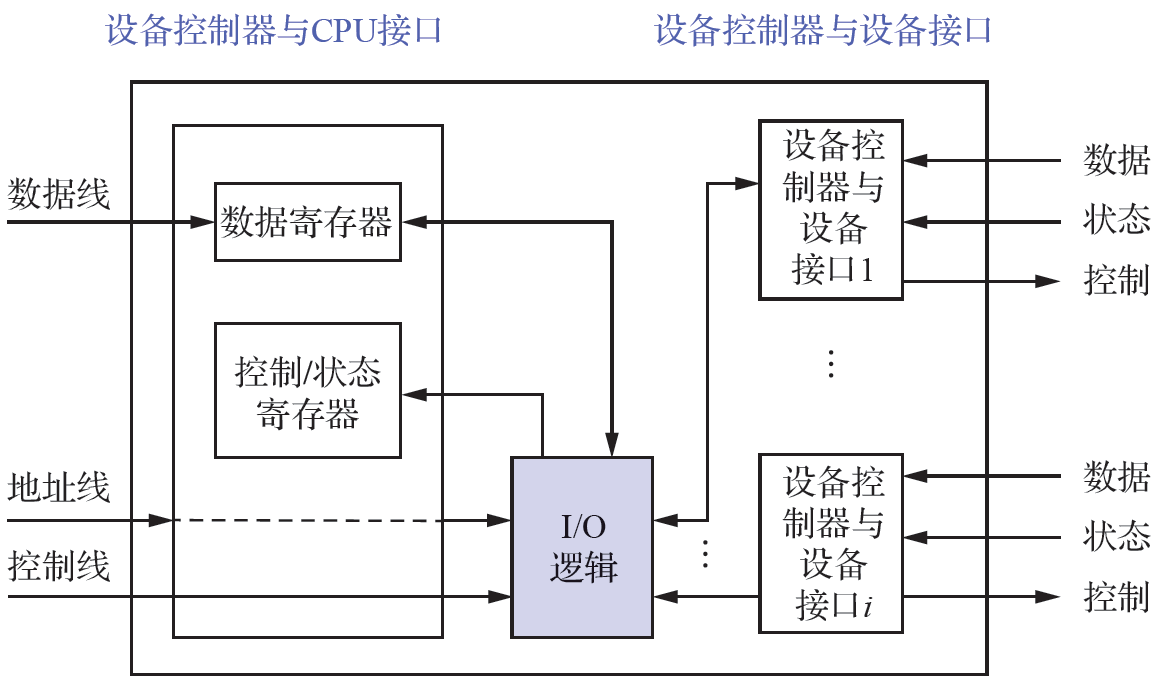 设备控制器与CPU接口
设备控制器与设备接口
数据线
数据寄存器
控制/状态
寄存器
地址线
控制线
I/O
逻辑
设备控
制器与
设备
接口1
数据
状态
控制
⋮
⋮
设备控
制器与
设备
接口i
数据
状态
控制